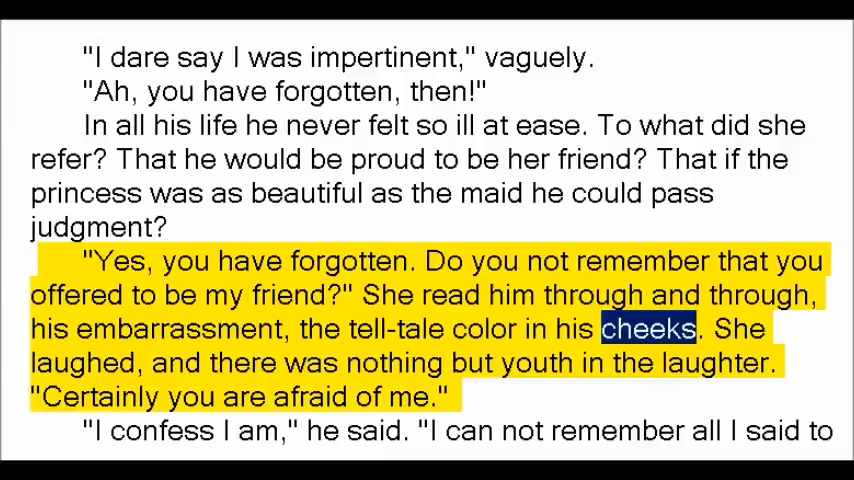 "I dare say I was impertinent," vaguely.
"Ah, you have forgotten, then!"
In all his life he never felt so ill at ease. To what did she
refer? That he would be proud to be her friend? That if the
princess was as beautiful as the maid he could pass
judgment?
"Yes, you have forgotten. Do you not remember that you
offered to be my friend?" She read him through and through,
his embarrassment, the tell-tale color in his cheeks. She
laughed, and there was nothing but youth in the laughter.
"Certainly you are afraid of me."
"I confess I am," he said. "I can not remember all I said to